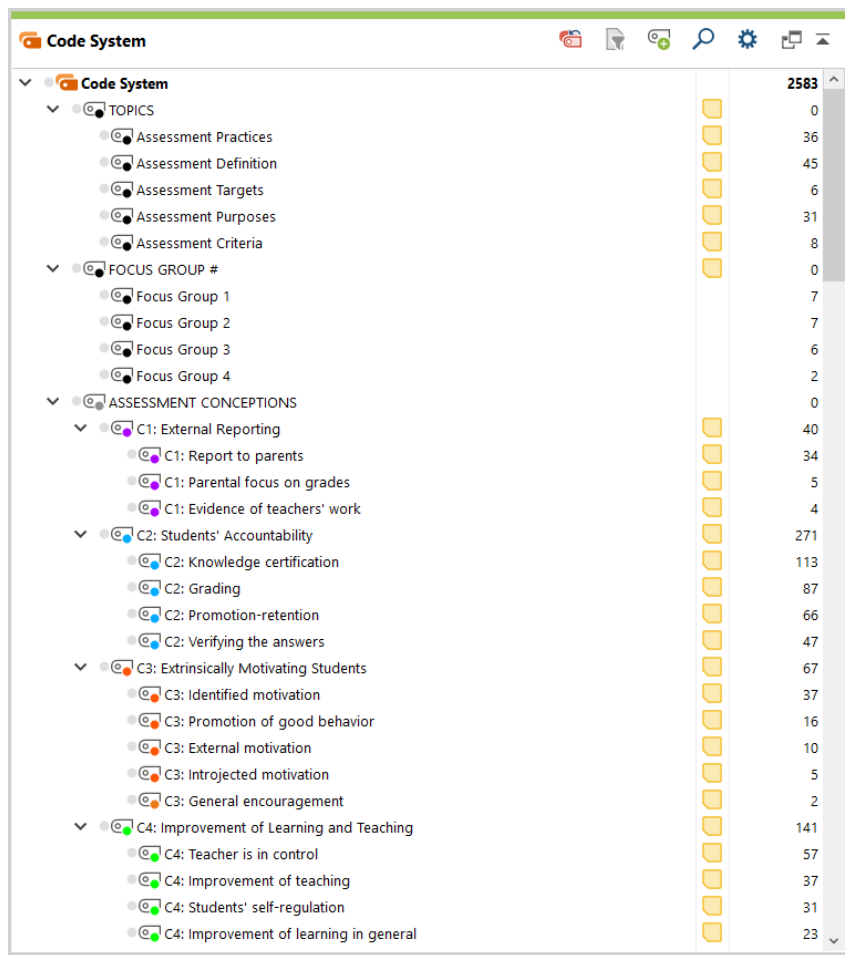 Code System
Code System 2583
TOPICS 0
Assessment Practices 36
Assessment Definition 45
Assessment Targets 6
Assessment Purposes 31
Assessment Criteria 8
FOCUS GROUP # 0
Focus Group 1 7
Focus Group 2 7
Focus Group 3 6
Focus Group 4 2
ASSESSMENT CONCEPTIONS 0
C1: External Reporting 40
C1: Report to parents 34
C1: Parental focus on grades 5
C1: Evidence of teachers' work 4
C2: Students' Accountability 271
C2: Knowledge certification 113
C2: Grading 87
C2: Promotion-retention 66
C2: Verifying the answers 47
C3: Extrinsically Motivating Students 67
C3: Identified motivation 37
C3: Promotion of good behavior 16
C3: External motivation 10
C3: Introjected motivation 5
C3: General encouragement 2
C4: Improvement of Learning and Teaching 141
C4: Teacher is in control 57
C4: Improvement of teaching 37
C4: Students' self-regulation 31
C4: Improvement of learning in general 23